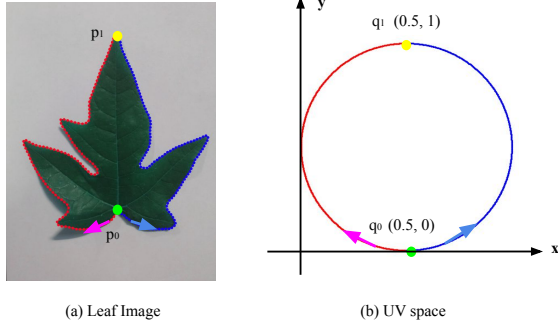 p1
p0
(a) Leaf Image
y
q1 (0.5, 1)
q0 (0.5, 0)
x
(b) UV space